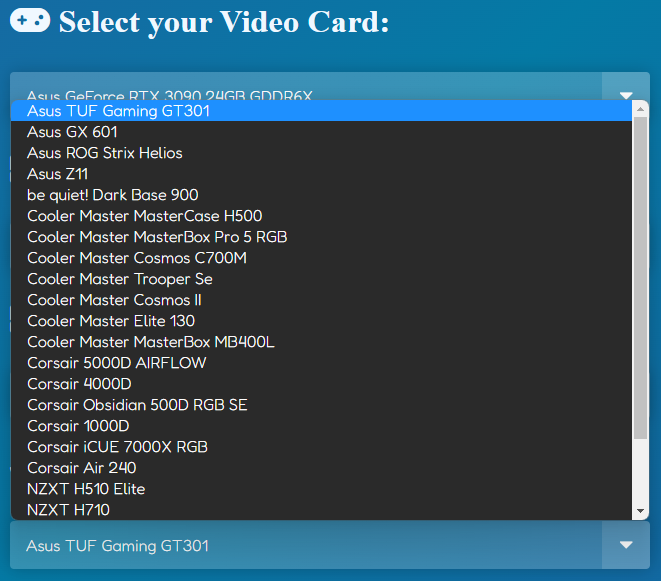 Select your Video Card:
Asus GeForce RTX 3090 24GB GDDR6X
Asus TUF Gaming GT301
Asus GX 601
Asus ROG Strix Helios
Asus Z11
be quiet! Dark Base 900
Cooler Master MasterCase H500
Cooler Master MasterBox Pro 5 RGB
Cooler Master Cosmos C700M
Cooler Master Trooper Se
Cooler Master Cosmos II
Cooler Master Elite 130
Cooler Master MasterBox MB400L
Corsair 5000D AIRFLOW
Corsair 4000D
Corsair Obsidian 500D RGB SE
Corsair 1000D
Corsair iCUE 7000X RGB
Corsair Air 240
NZXT H510 Elite
NZXT H710
Asus TUF Gaming GT301